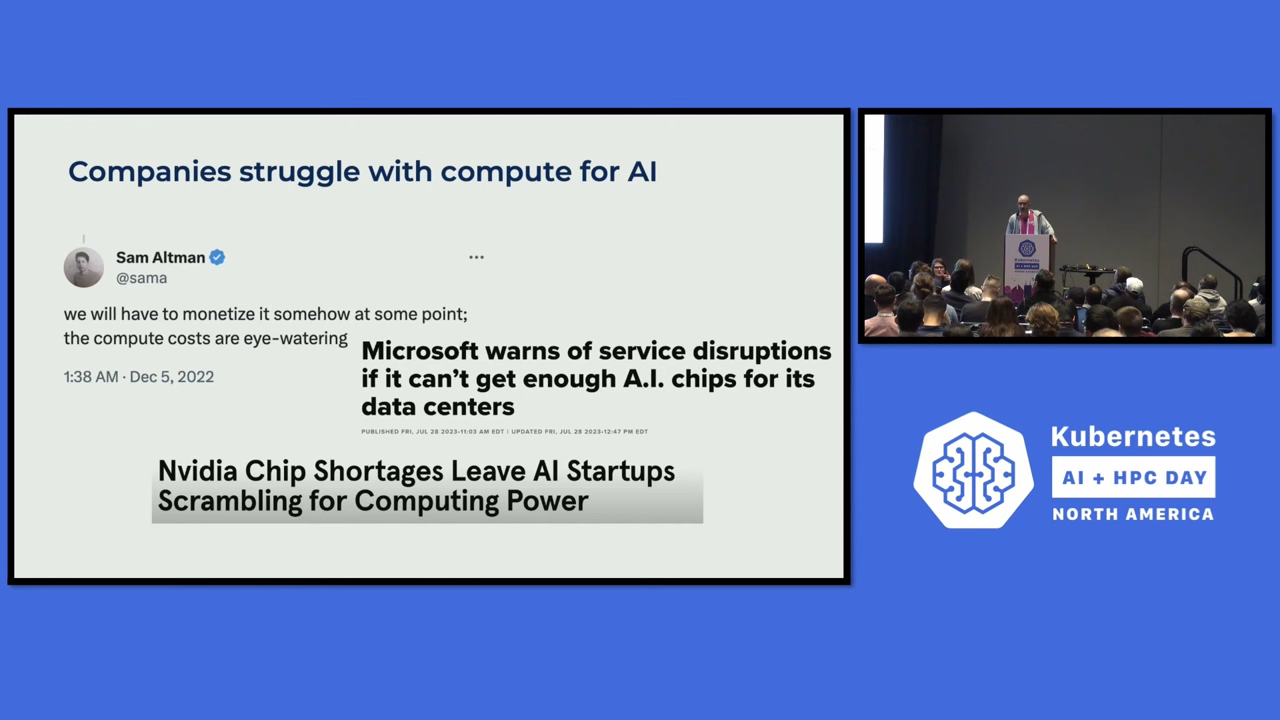 Companies struggle with compute for AI
Sam Altman
@sama
we will have to monetize it somehow at some point;
the compute costs are eye-watering
1:38 AM · Dec 5, 2022
Microsoft warns of service disruptions
if it can’t get enough A.I. chips for its
data centers
PUBLISHED FRI, JUL 28 2023·11:03 AM EDT | UPDATED FRI, JUL 28 2023·12:47 PM EDT
Nvidia Chip Shortages Leave AI Startups
Scrambling for Computing Power
Kubernetes
AI + HPC DAY
Kubernetes
AI + HPC DAY
NORTH AMERICA